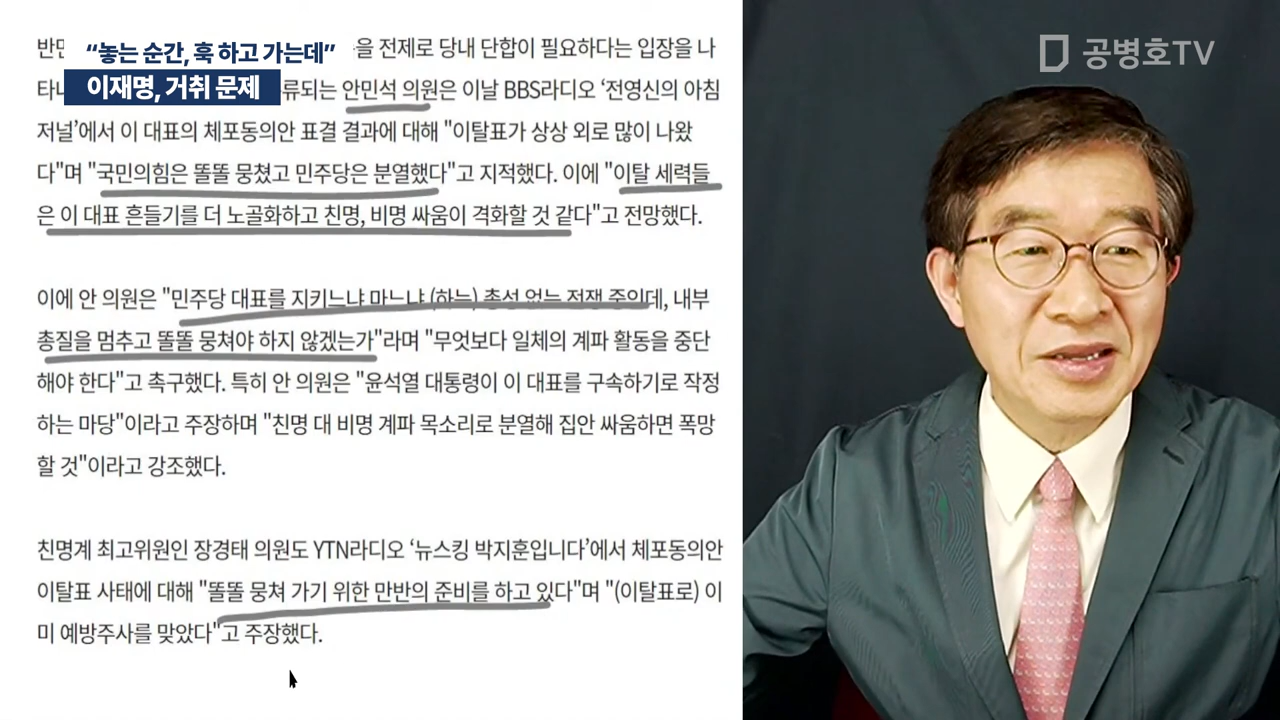 “놓는 순간, 훅 하고 가는데”
이재명, 거취 문제
공병호TV
을 전제로 당내 단합이 필요하다는 입장을 나
류되는 안민석 의원은 이날 BBS라디오 ‘전영신의 아침
저널’에서 이 대표의 체포동의안 표결 결과에 대해 "이탈표가 상상 외로 많이 나왔
다"며 "국민의힘은 똘똘 뭉쳤고 민주당은 분열했다"고 지적했다. 이에 "이탈 세력들
은 이 대표 흔들기를 더 노골화하고 친명, 비명 싸움이 격화할 것 같다"고 전망했다.
이에 안 의원은 "민주당 대표를 지키느냐 마느냐 (하는) 총성 없는 전쟁 중인데, 내부
총질을 멈추고 똘똘 뭉쳐야 하지 않겠는가"라며 "무엇보다 일체의 계파 활동을 중단
해야 한다"고 촉구했다. 특히 안 의원은 "윤석열 대통령이 이 대표를 구속하기로 작정
하는 마당"이라고 주장하며 "친명 대 비명 계파 목소리로 분열해 집안 싸움하면 폭망
할 것"이라고 강조했다.
친명계 최고위원인 장경태 의원도 YTN라디오 ‘뉴스킹 박지훈입니다’에서 체포동의안
이탈표 사태에 대해 "똘똘 뭉쳐 가기 위한 만반의 준비를 하고 있다"며 "(이탈표로) 이
미 예방주사를 맞았다"고 주장했다.